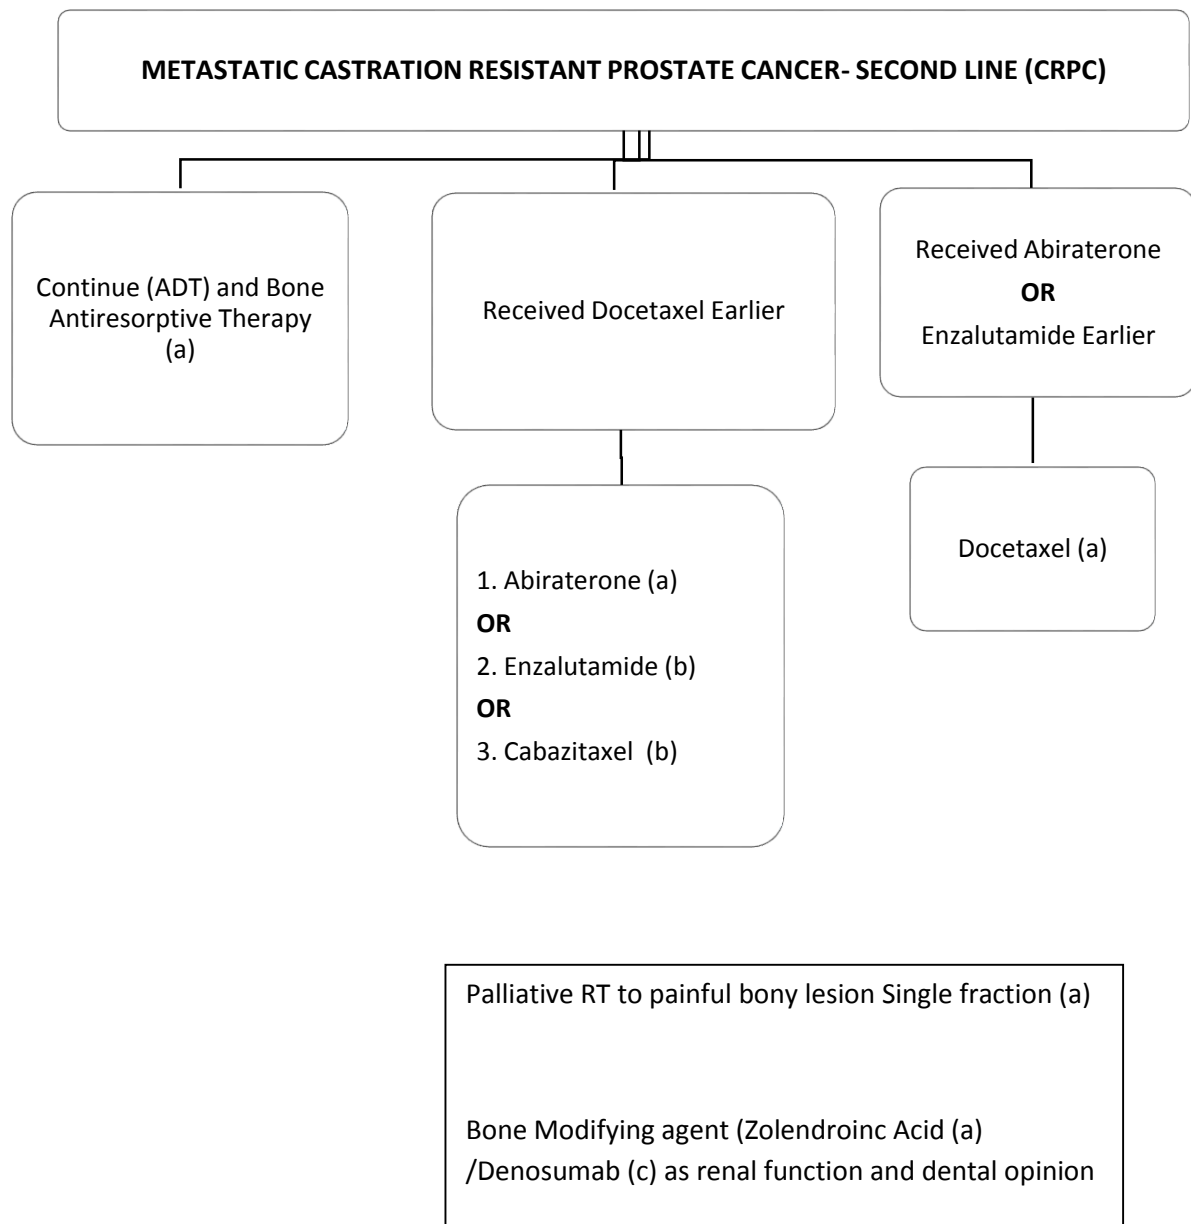 METASTATIC CASTRATION RESISTANT PROSTATE CANCER- SECOND LINE (CRPC)
Continue (ADT) and Bone
Antiresorptive Therapy
(a)
Received Docetaxel Earlier
Received Abiraterone
OR
Enzalutamide Earlier
1. Abiraterone (a)
OR
2. Enzalutamide (b)
OR
3. Cabazitaxel (b)
Docetaxel (a)
Palliative RT to painful bony lesion Single fraction (a)
Bone Modifying agent (Zolendroinc Acid (a)
/Denosumab (c) as renal function and dental opinion